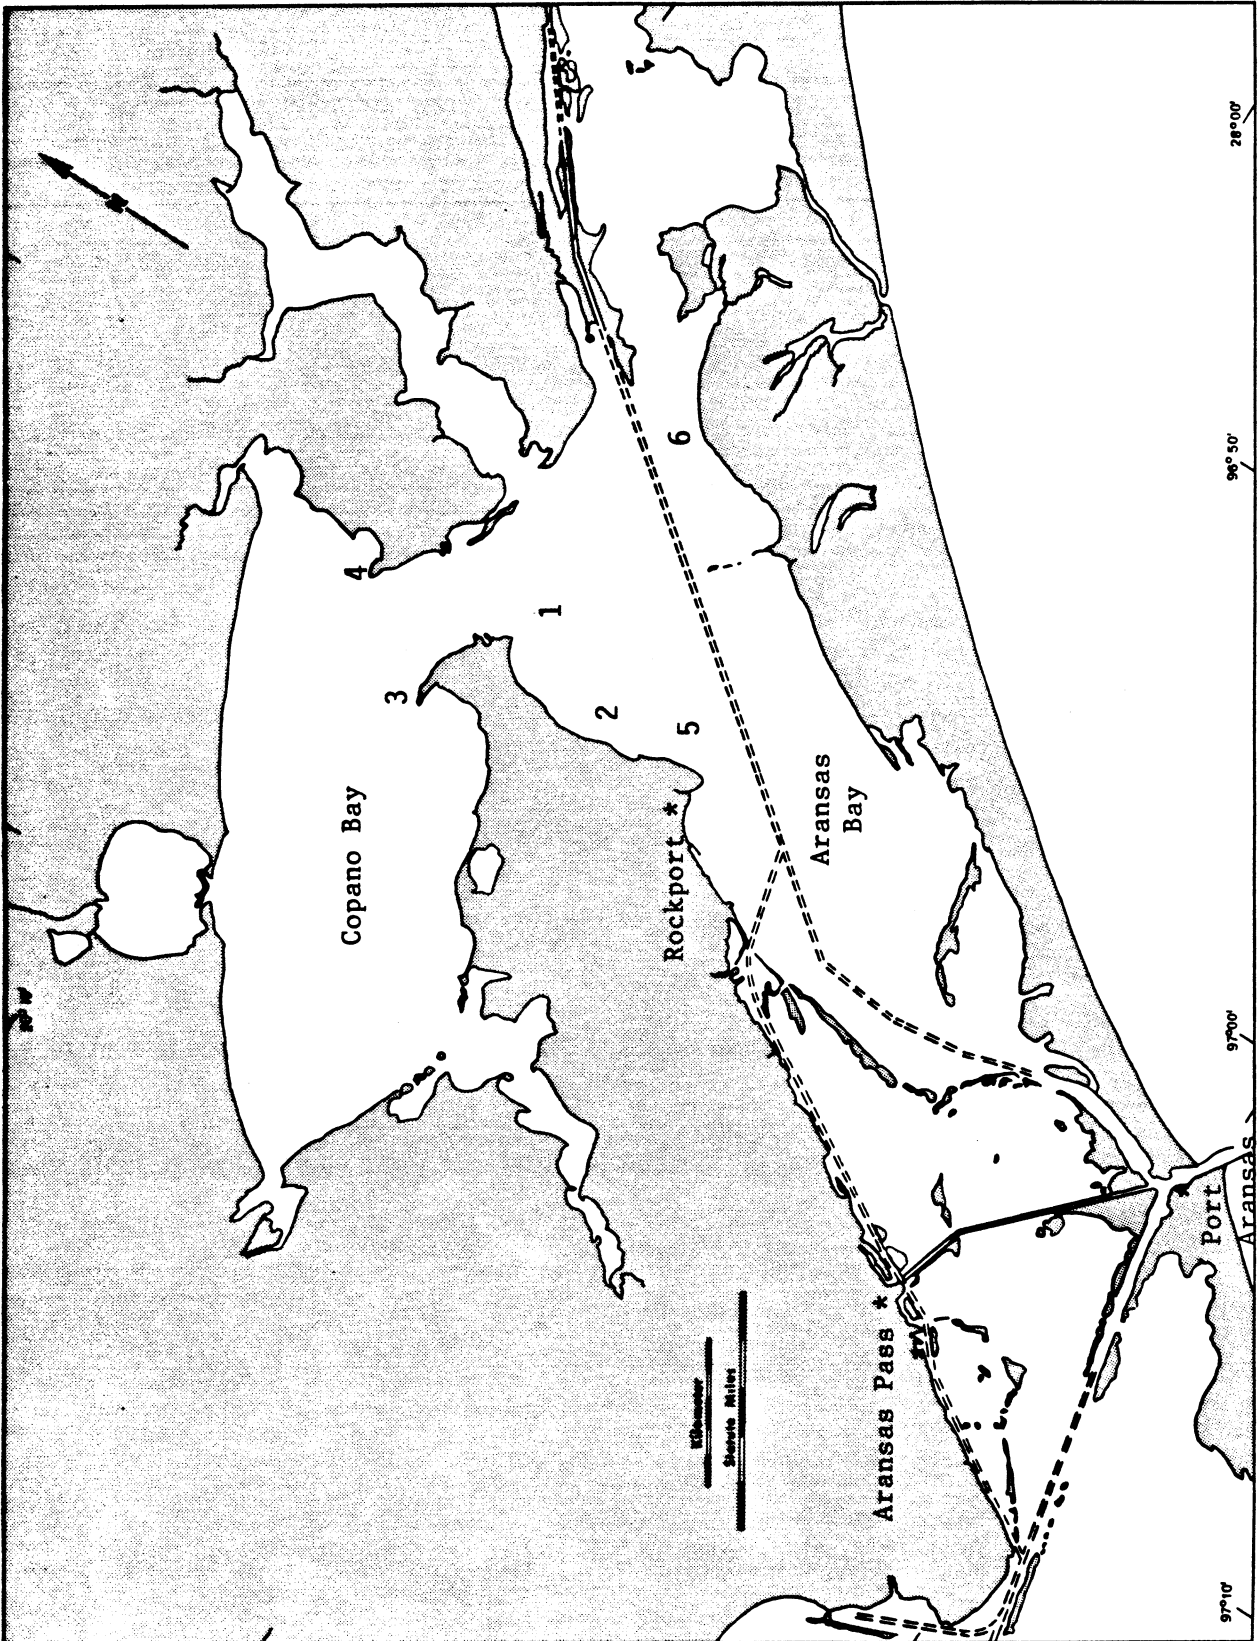 28°00'
N
96° 50'
6
4
1
3
2
5
Copano Bay
Aransas
Bay
Rockport *
97°00'
Port
Aransas
Kilometer
Statute Miles
Aransas Pass *
97°10'